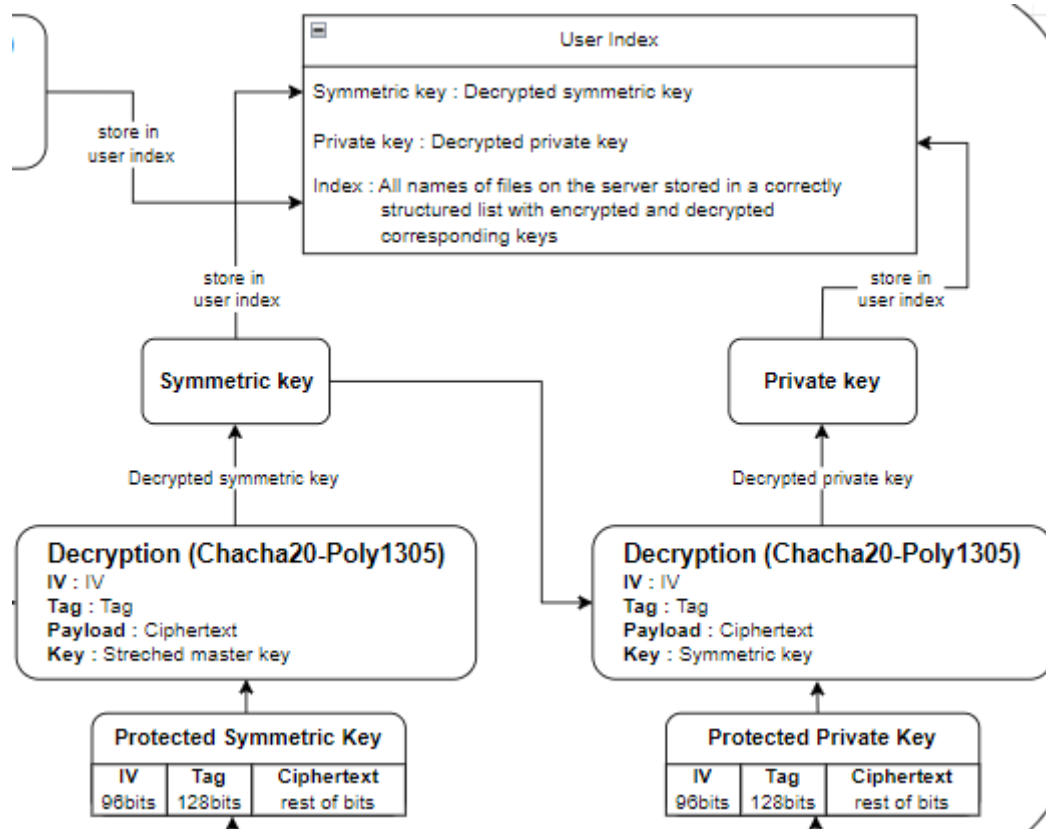 User Index
Symmetric key : Decrypted symmetric key
Private key : Decrypted private key
Index : All names of files on the server stored in a correctly
structured list with encrypted and decrypted
corresponding keys
store in
user index
store in
user index
store in
user index
Symmetric key
Private key
Decrypted symmetric key
Decrypted private key
Decryption (Chacha20-Poly1305)
IV : IV
Tag : Tag
Payload : Ciphertext
Key : Streched master key
Decryption (Chacha20-Poly1305)
IV : IV
Tag : Tag
Payload : Ciphertext
Key : Symmetric key
Protected Symmetric Key
IV Tag Ciphertext
96bits 128bits rest of bits
Protected Private Key
IV Tag Ciphertext
96bits 128bits rest of bits